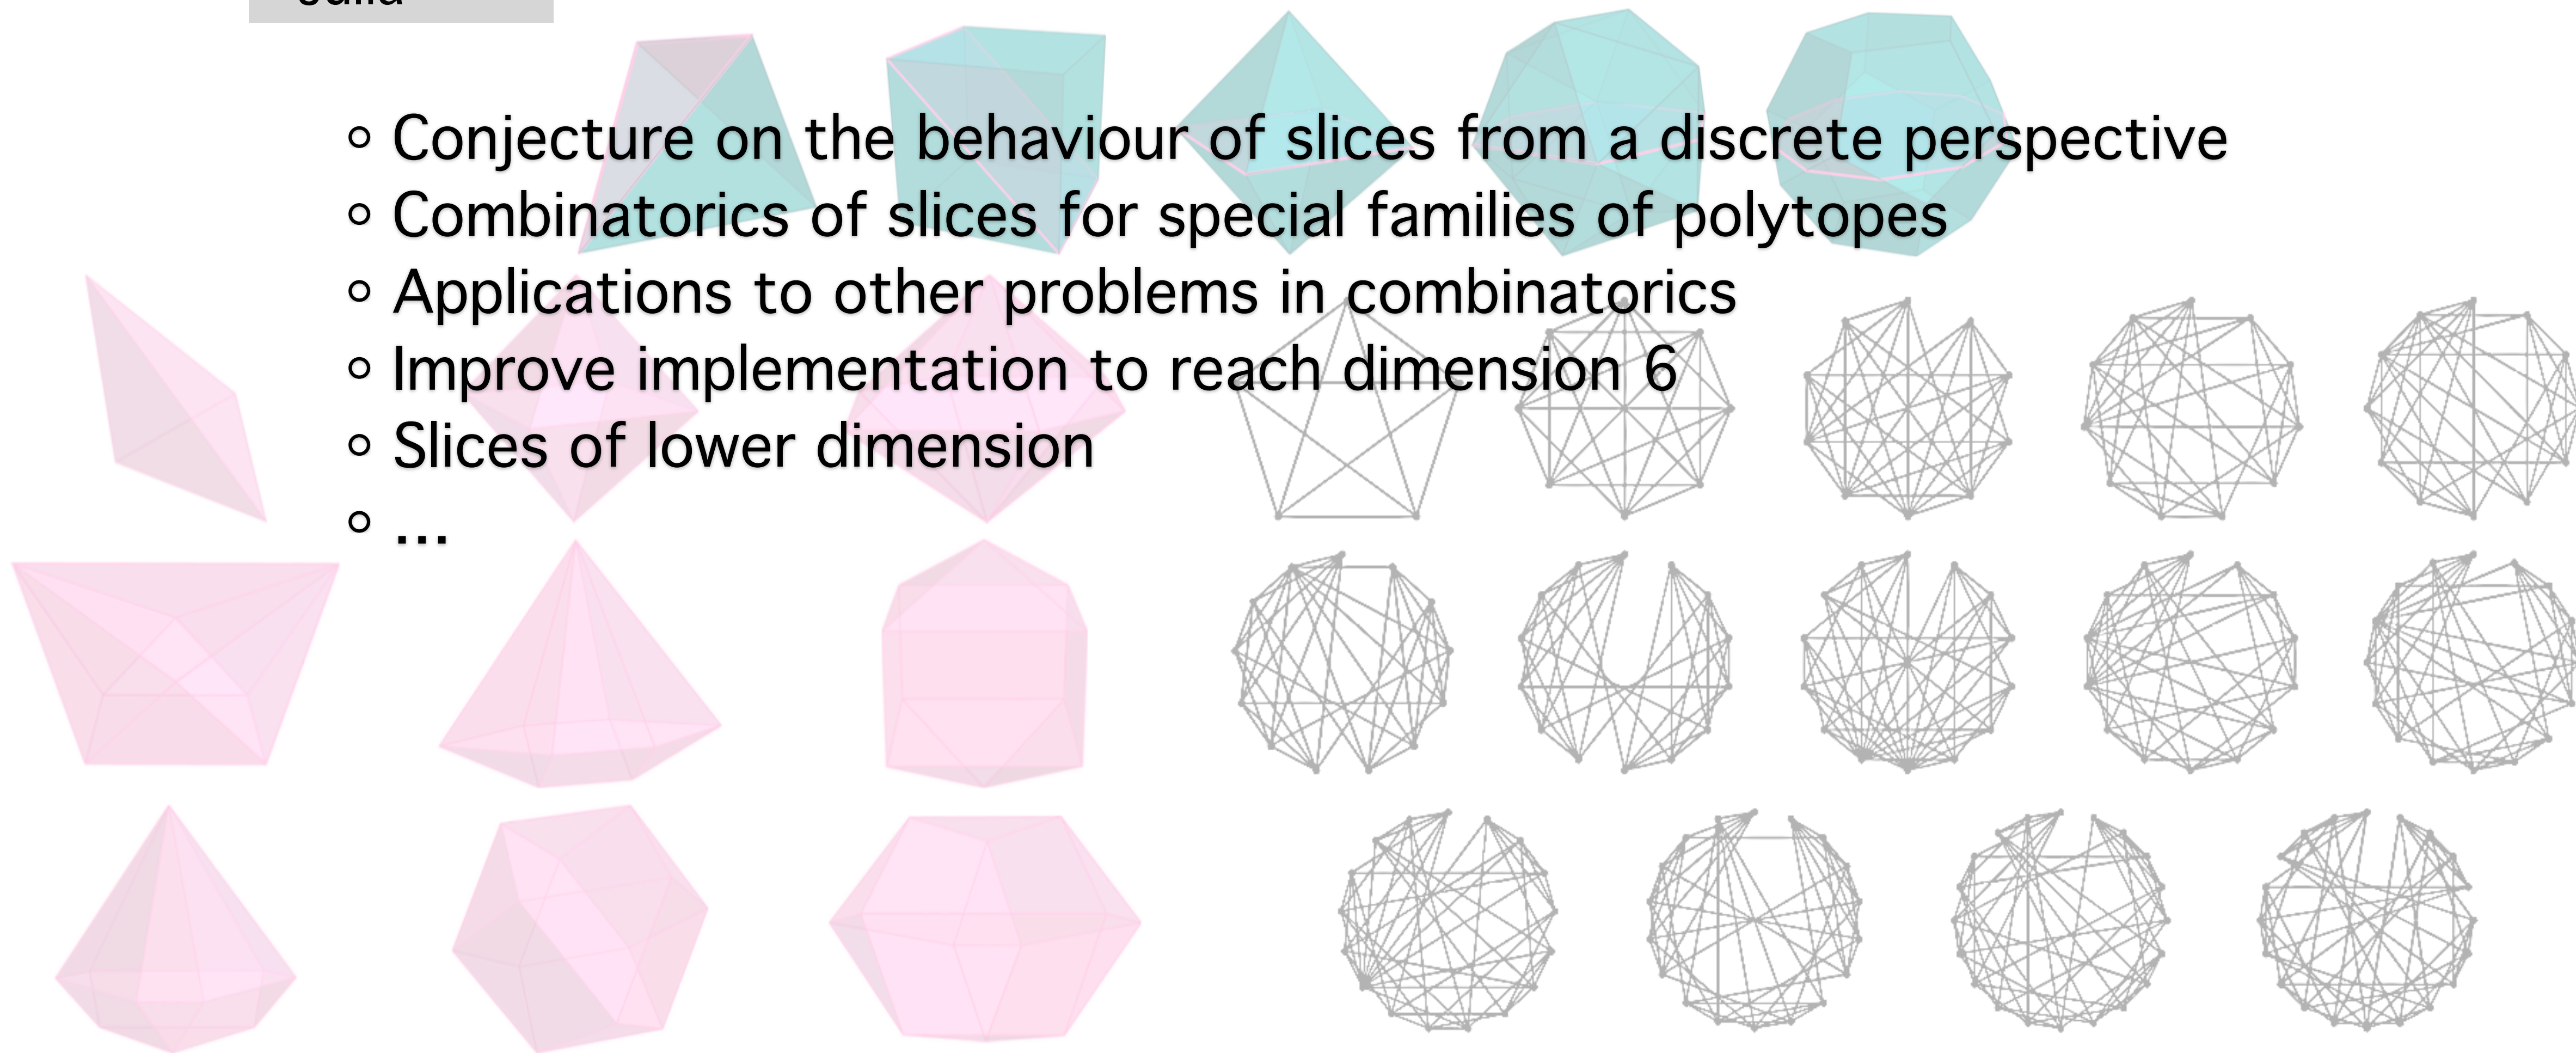 ◦ Conjecture on the behaviour of slices from a discrete perspective
◦ Combinatorics of slices for special families of polytopes
◦ Applications to other problems in combinatorics
◦ Improve implementation to reach dimension 6
◦ Slices of lower dimension
◦ ...